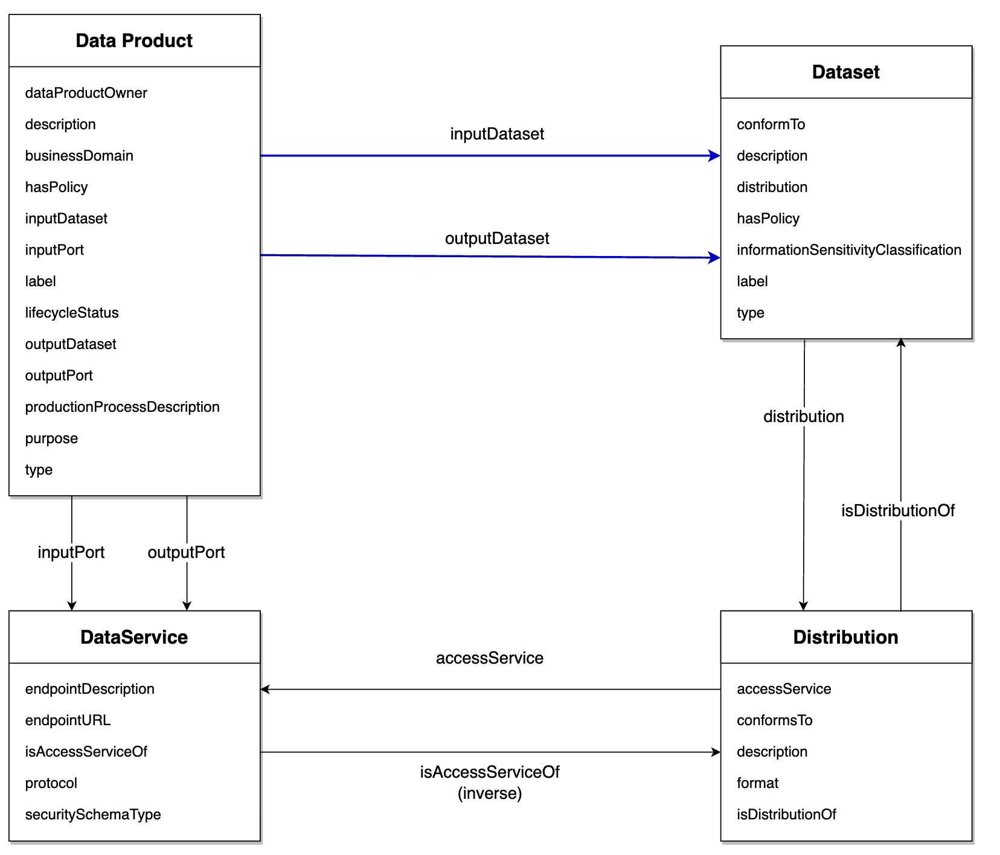 Data Product
dataProductOwner
description
businessDomain
hasPolicy
inputDataset
inputPort
label
lifecycleStatus
outputDataset
outputPort
productionProcessDescription
purpose
type
inputDataset
outputDataset
Dataset
conformTo
description
distribution
hasPolicy
informationSensitivityClassification
label
type
inputPort
outputPort
distribution
isDistributionOf
DataService
endpointDescription
endpointURL
isAccessServiceOf
protocol
securitySchemaType
accessService
isAccessServiceOf
(inverse)
Distribution
accessService
conformsTo
description
format
isDistributionOf